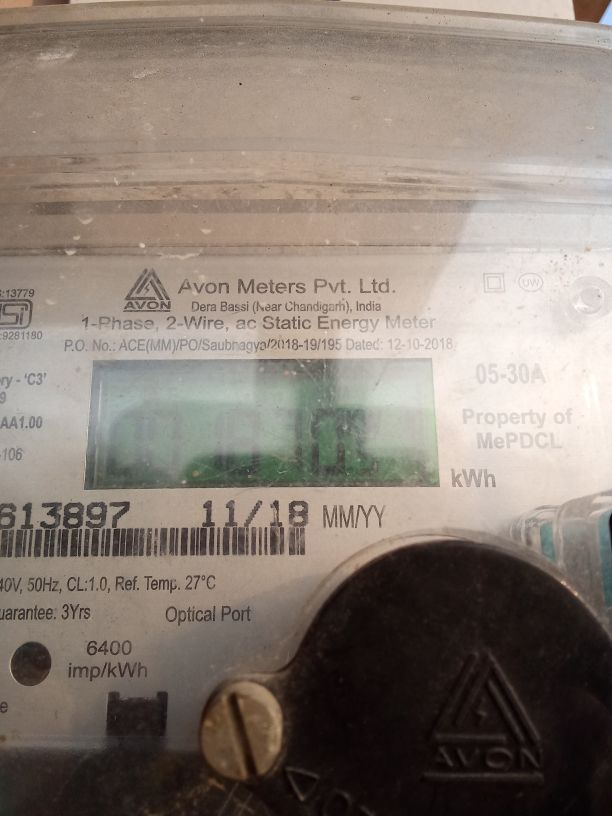 AVON
Avon Meters Pvt. Ltd.
Dera Bassi (Near Chandigarh), India
1-Phase, 2-Wire, ac Static Energy Meter
P.O. No.: ACE(MM)/PO/Saubhagya/2018-19/195 Dated: 12-10-2018
:13779
ISI
9281180
UW
ry - 'C3'
9
AA1.00
-106
05-30A
Property of
MePDCL
kWh
613897 11/18 MM/YY
40V, 50Hz, CL:1.0, Ref. Temp. 27°C
uarantee. 3Yrs Optical Port
6400
imp/kWh
e
AVON